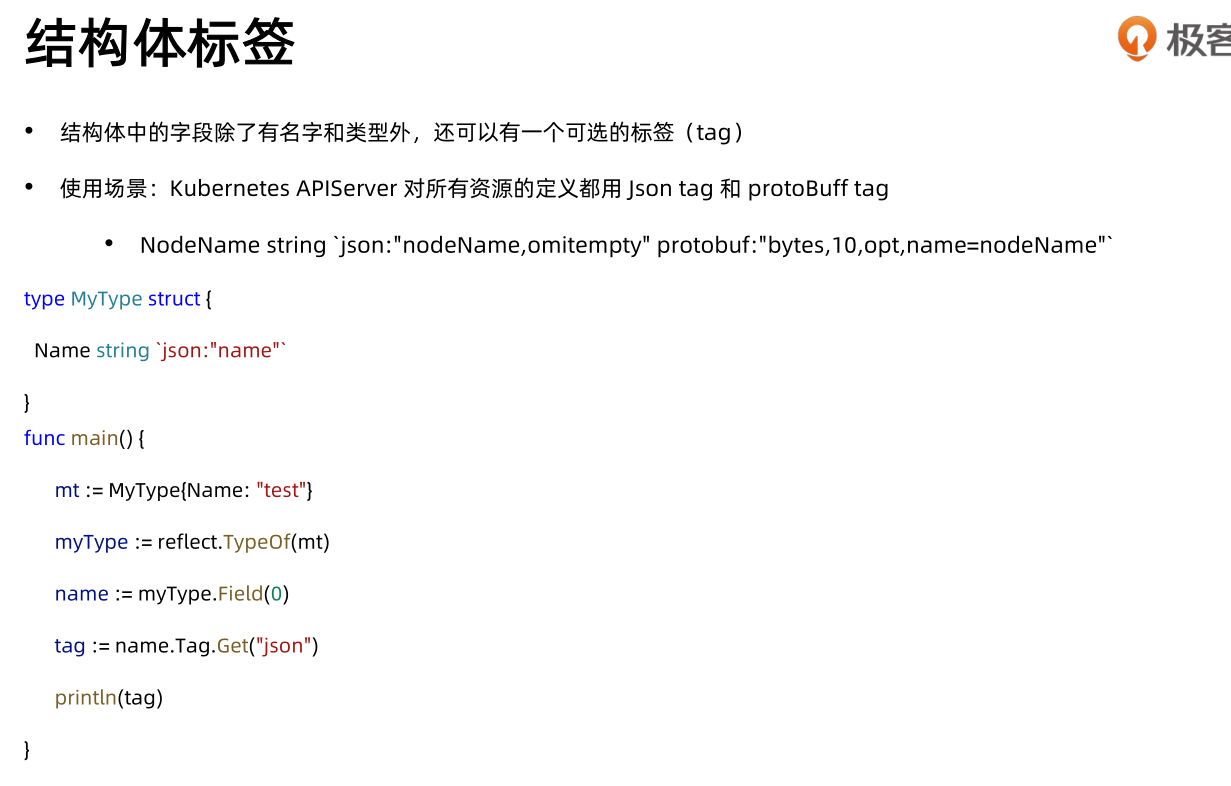 结构体标签
极客
• 结构体中的字段除了有名字和类型外，还可以有一个可选的标签（tag）
• 使用场景：Kubernetes APIServer 对所有资源的定义都用 Json tag 和 protoBuff tag
• NodeName string `json:"nodeName,omitempty" protobuf:"bytes,10,opt,name=nodeName"`
type MyType struct {
Name string `json:"name"`
}
func main() {
mt := MyType{Name: "test"}
myType := reflect.TypeOf(mt)
name := myType.Field(0)
tag := name.Tag.Get("json")
println(tag)
}